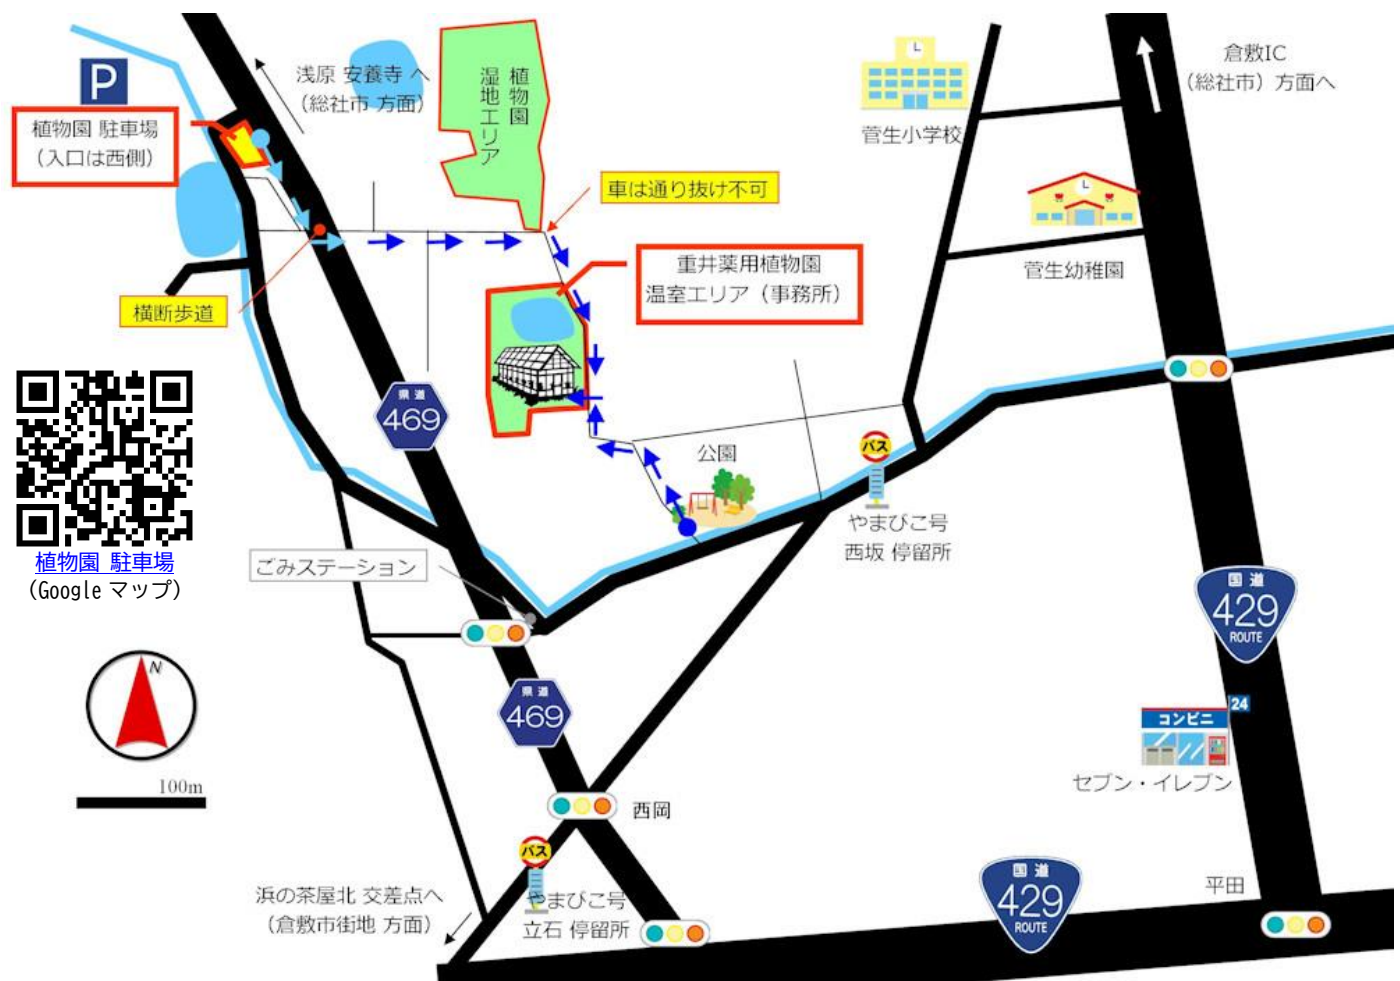 P
植物園 駐車場
（入口は西側）
浅原 安養寺 へ
（総社市 方面）
植物園
湿地エリア
車は通り抜け不可
菅生小学校
倉敷IC
（総社市）方面へ
菅生幼稚園
重井薬用植物園
温室エリア（事務所）
横断歩道
県道
469
公園
バス
やまびこ号
西坂 停留所
植物園 駐車場
（Google マップ）
ごみステーション
国道
429
ROUTE
N
100m
県道
469
24
コンビニ
セブン・イレブン
西岡
バス
やまびこ号
立石 停留所
浜の茶屋北 交差点へ
（倉敷市街地 方面）
国道
429
ROUTE
平田